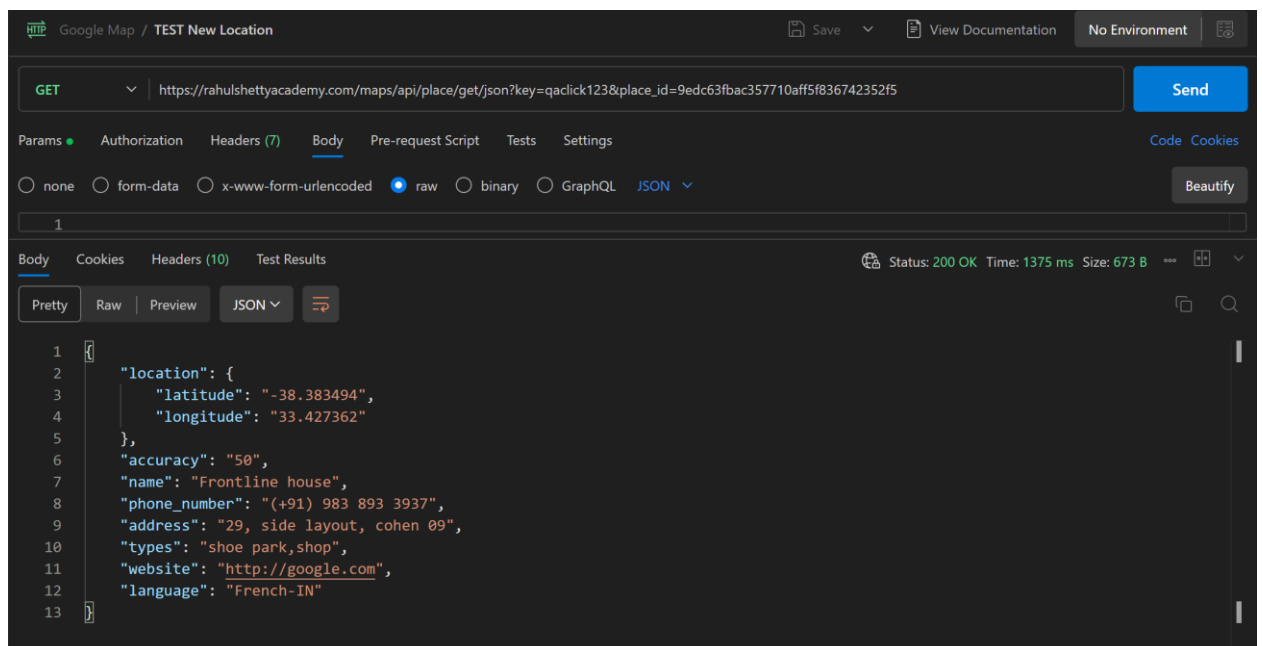 HTTP Google Map / TEST New Location Save View Documentation No Environment
GET https://rahulshettyacademy.com/maps/api/place/get/json?key=qaclick123&place_id=9edc63fbac357710aff5f836742352f5 Send
Params Authorization Headers (7) Body Pre-request Script Tests Settings Code Cookies
none form-data x-www-form-urlencoded raw binary GraphQL JSON Beautify
1
Body Cookies Headers (10) Test Results Status: 200 OK Time: 1375 ms Size: 673 B
Pretty Raw Preview JSON
1 {
2 "location": {
3 "latitude": "-38.383494",
4 "longitude": "33.427362"
5 },
6 "accuracy": "50",
7 "name": "Frontline house",
8 "phone_number": "(+91) 983 893 3937",
9 "address": "29, side layout, cohen 09",
10 "types": "shoe park,shop",
11 "website": "http://google.com",
12 "language": "French-IN"
13 }